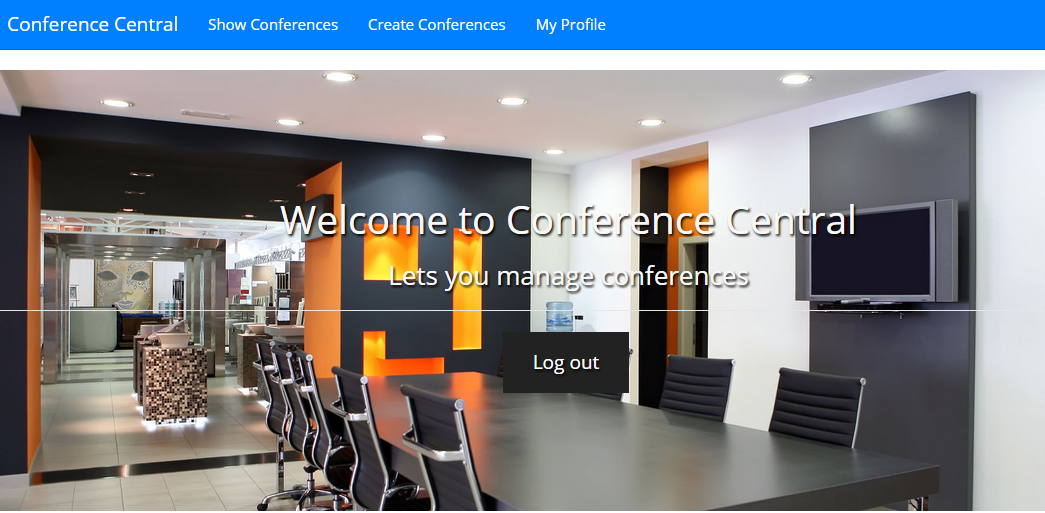 Conference Central Show Conferences Create Conferences My Profile
Welcome to Conference Central
Lets you manage conferences
Log out